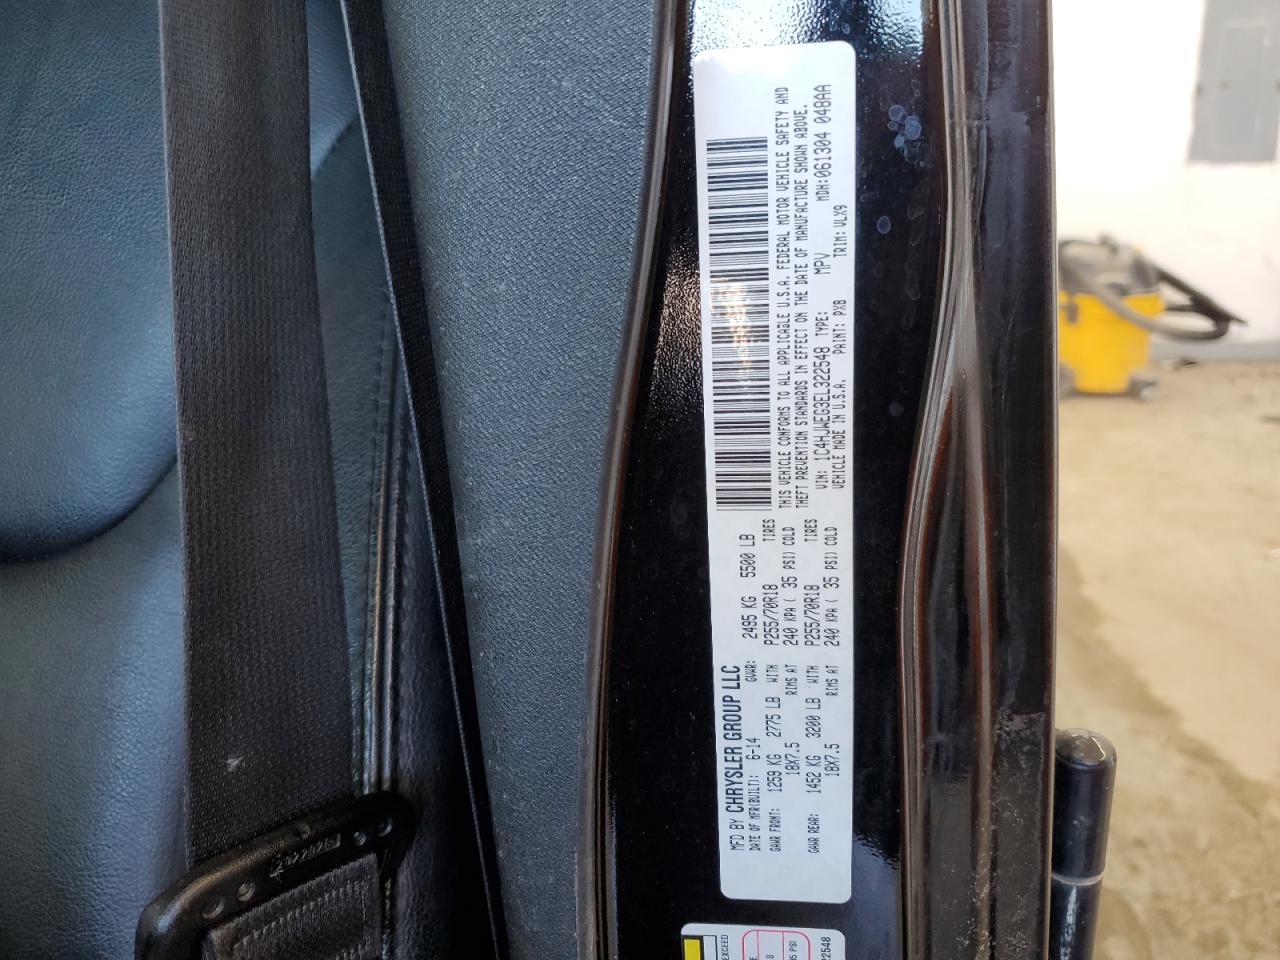 MFD BY CHRYSLER GROUP LLC
DATE OF MFR(BUILT): 6-14 GVWR: 2495 KG 5500 LB
GAWR FRONT: 1259 KG 2775 LB WITH P255/70R18 TIRES
18X7.5 RIMS AT 240 KPA ( 35 PSI) COLD
GAWR REAR: 1452 KG 3200 LB WITH P255/70R18 TIRES
18X7.5 RIMS AT 240 KPA ( 35 PSI) COLD
THIS VEHICLE CONFORMS TO ALL APPLICABLE U.S.A. FEDERAL MOTOR VEHICLE SAFETY AND
THEFT PREVENTION STANDARDS IN EFFECT ON THE DATE OF MANUFACTURE SHOWN ABOVE.
VIN: 1C4HJWEG3EL322548 TYPE: MPV MDH:061304 048AA
VEHICLE MADE IN U.S.A. PAINT: PX8 TRIM: VLX9
EXCEED
8
PSI
22548